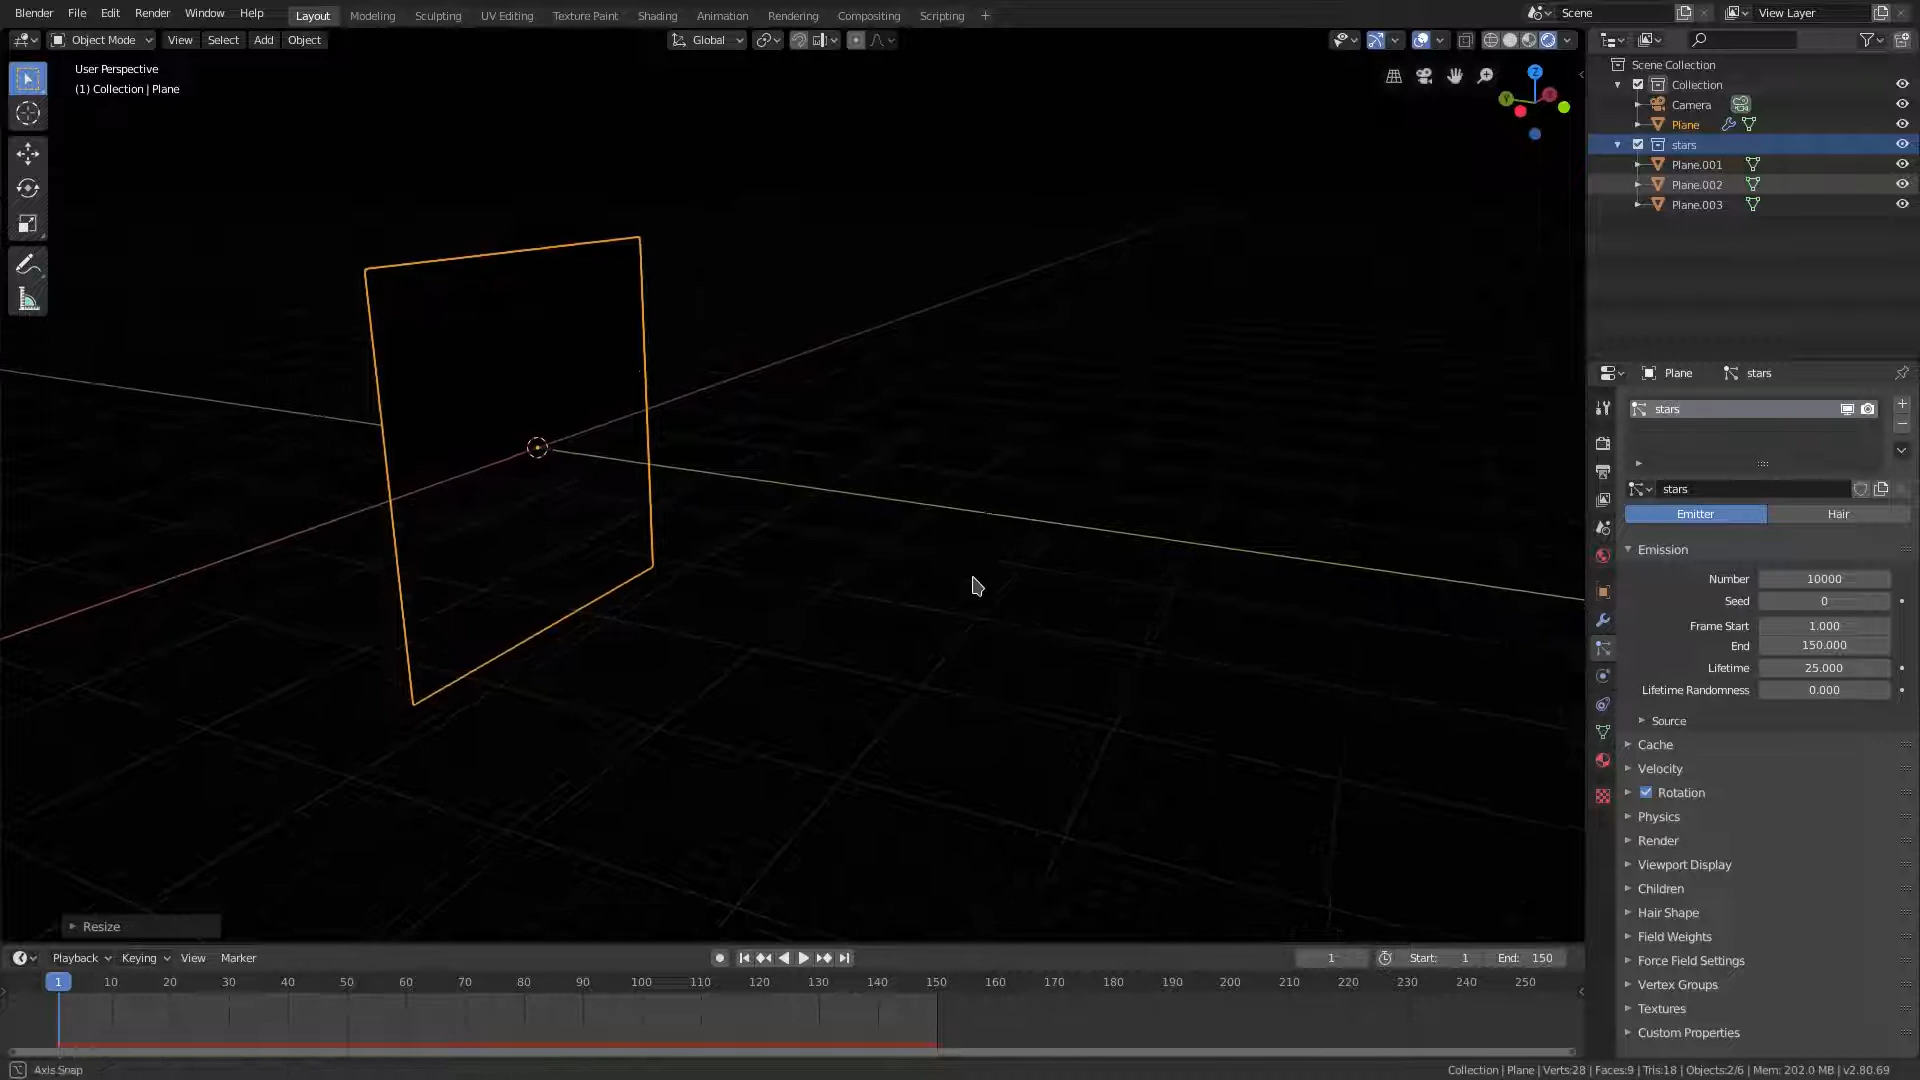 Blender File Edit Render Window Help Layout Modeling Sculpting UV Editing Texture Paint Shading Animation Rendering Compositing Scripting + Scene View Layer
Object Mode View Select Add Object Global
User Perspective
(1) Collection | Plane
Z
Y
Scene Collection
Collection
Camera
Plane
stars
Plane.001
Plane.002
Plane.003
Plane stars
stars
stars
Emitter Hair
Emission
Number 10000
Seed 0
Frame Start 1.000
End 150.000
Lifetime 25.000
Lifetime Randomness 0.000
Source
Cache
Velocity
Rotation
Physics
Render
Viewport Display
Children
Hair Shape
Field Weights
Force Field Settings
Vertex Groups
Textures
Custom Properties
Resize
Playback Keying View Marker 1 Start: 1 End: 150
1 10 20 30 40 50 60 70 80 90 100 110 120 130 140 150 160 170 180 190 200 210 220 230 240 250
Axis Snap
Collection | Plane | Verts:28 | Faces:9 | Tris:18 | Objects:2/6 | Mem: 202.0 MB | v2.80.69